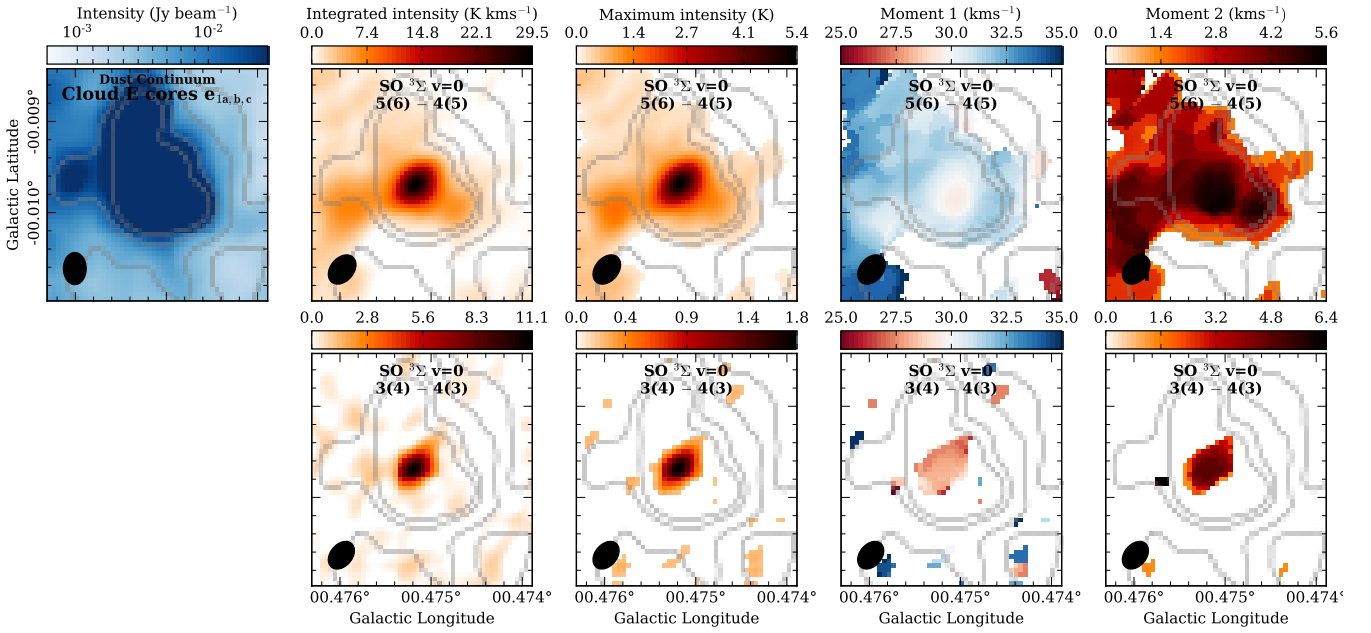 Intensity (Jy beam⁻¹) Integrated intensity (K kms⁻¹) Maximum intensity (K) Moment 1 (kms⁻¹) Moment 2 (kms⁻¹)
10⁻³ 10⁻² 0.0 7.4 14.8 22.1 29.5 0.0 1.4 2.7 4.1 5.4 25.0 27.5 30.0 32.5 35.0 0.0 1.4 2.8 4.2 5.6
Dust Continuum
Cloud E cores e₁ₐ,b,c
SO ³Σ v=0
5(6) − 4(5)
SO ³Σ v=0
5(6) − 4(5)
SO ³Σ v=0
5(6) − 4(5)
SO ³Σ v=0
5(6) − 4(5)
Galactic Latitude
-00.009°
-00.010°
0.0 2.8 5.6 8.3 11.1 0.0 0.4 0.9 1.4 1.8 25.0 27.5 30.0 32.5 35.0 0.0 1.6 3.2 4.8 6.4
SO ³Σ v=0
3(4) − 4(3)
SO ³Σ v=0
3(4) − 4(3)
SO ³Σ v=0
3(4) − 4(3)
SO ³Σ v=0
3(4) − 4(3)
00.476° 00.475° 00.474° 00.476° 00.475° 00.474° 00.476° 00.475° 00.474° 00.476° 00.475° 00.474°
Galactic Longitude Galactic Longitude Galactic Longitude Galactic Longitude